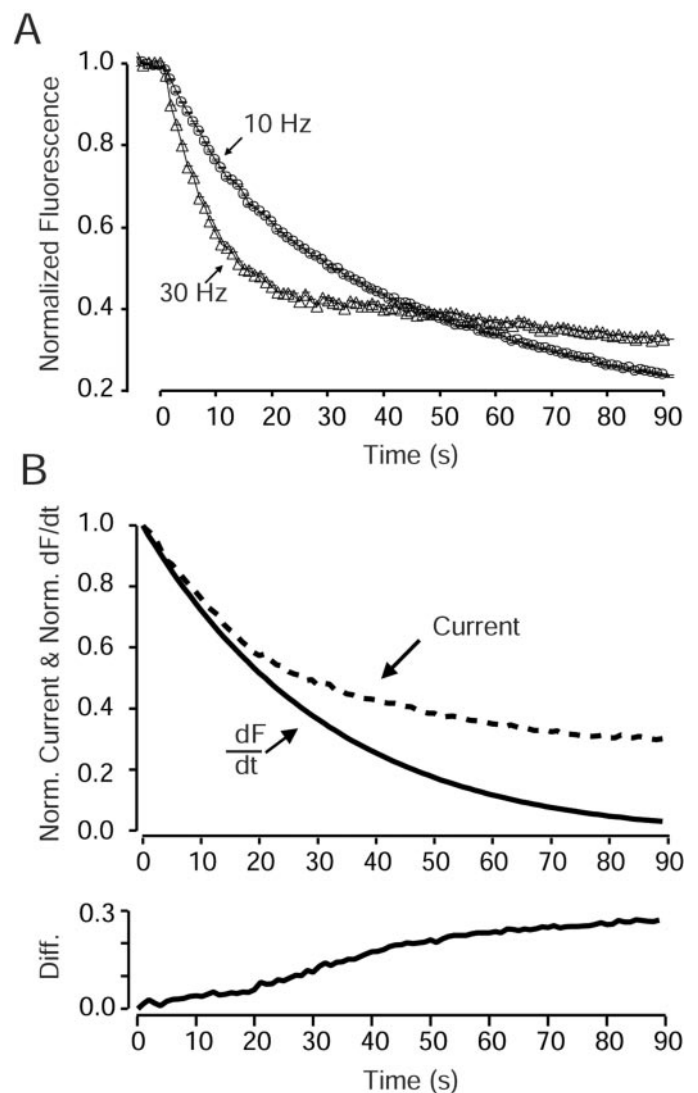 A
Normalized Fluorescence
1.0
0.8
0.6
0.4
0.2
10 Hz
30 Hz
0 10 20 30 40 50 60 70 80 90
Time (s)
B
Norm. Current & Norm. dF/dt
1.0
0.8
0.6
0.4
0.2
0.0
Current
dF
dt
0 10 20 30 40 50 60 70 80 90
Diff.
0.3
0.0
0 10 20 30 40 50 60 70 80 90
Time (s)